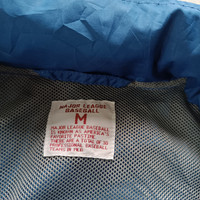 MAJOR LEAGUE
BASEBALL
M
MAJOR LEAGUE BASEBALL
IS KNOWN AS AMERICA'S
FAVORITE PASTIME.
THERE ARE A TOTAL OF 30
PROFESSIONAL BASEBALL
TEAMS IN